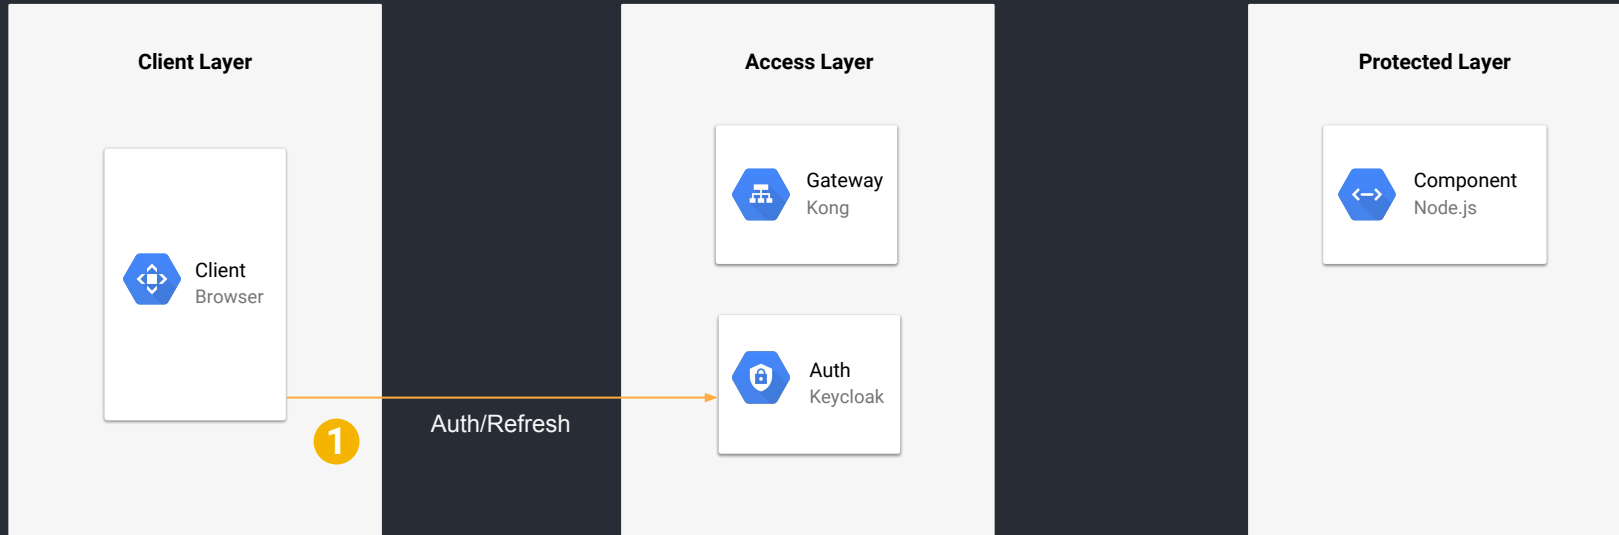 Client Layer
Access Layer
Protected Layer
Gateway
Kong
Component
Node.js
Client
Browser
Auth
Keycloak
1
Auth/Refresh